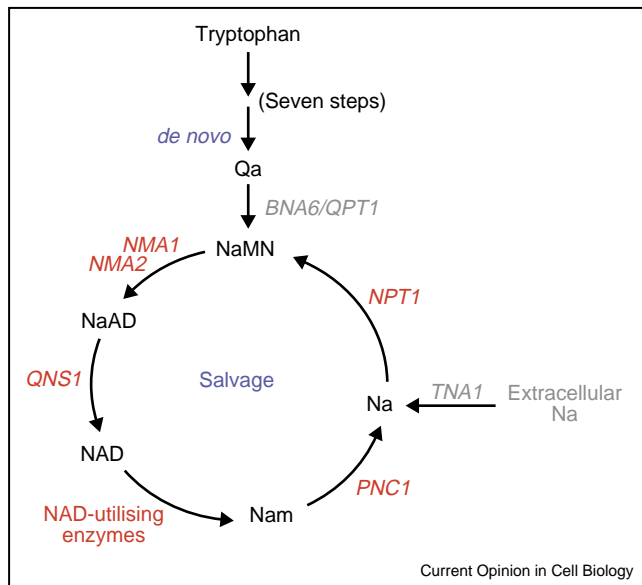 Tryptophan
(Seven steps)
de novo
Qa
BNA6/QPT1
NMA1
NMA2
NaMN
NPT1
NaAD
QNS1
Salvage
Na
TNA1
Extracellular
Na
NAD
PNC1
NAD-utilising
enzymes
Nam
Current Opinion in Cell Biology